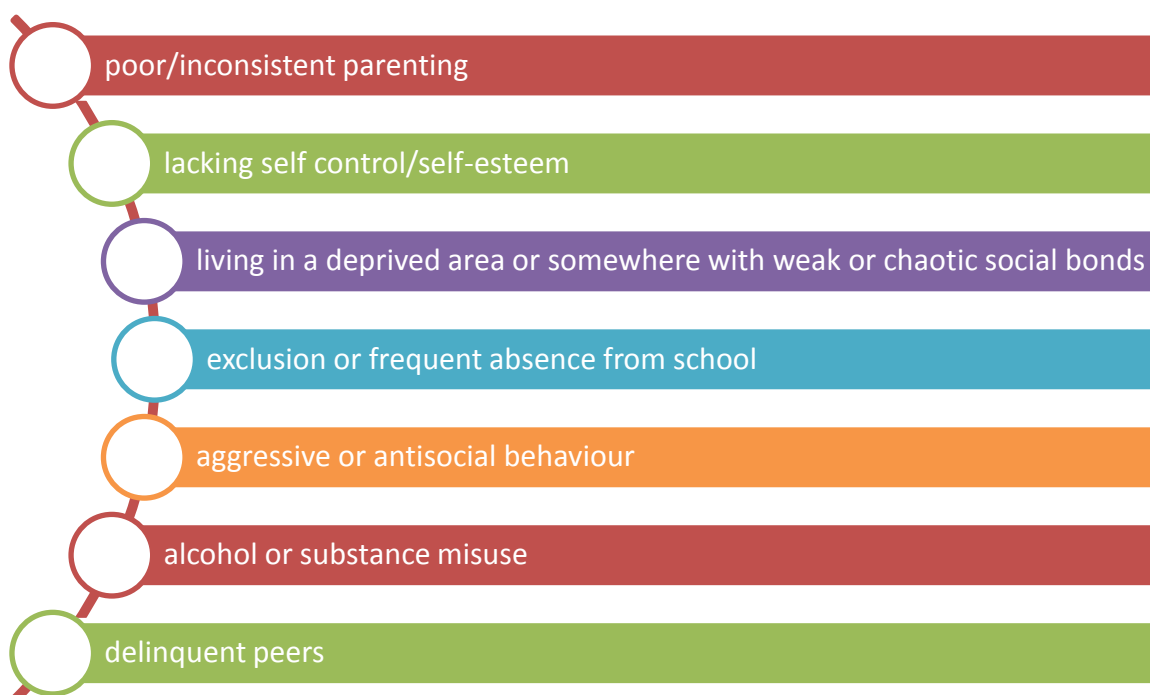 poor/inconsistent parenting
lacking self control/self-esteem
living in a deprived area or somewhere with weak or chaotic social bonds
exclusion or frequent absence from school
aggressive or antisocial behaviour
alcohol or substance misuse
delinquent peers